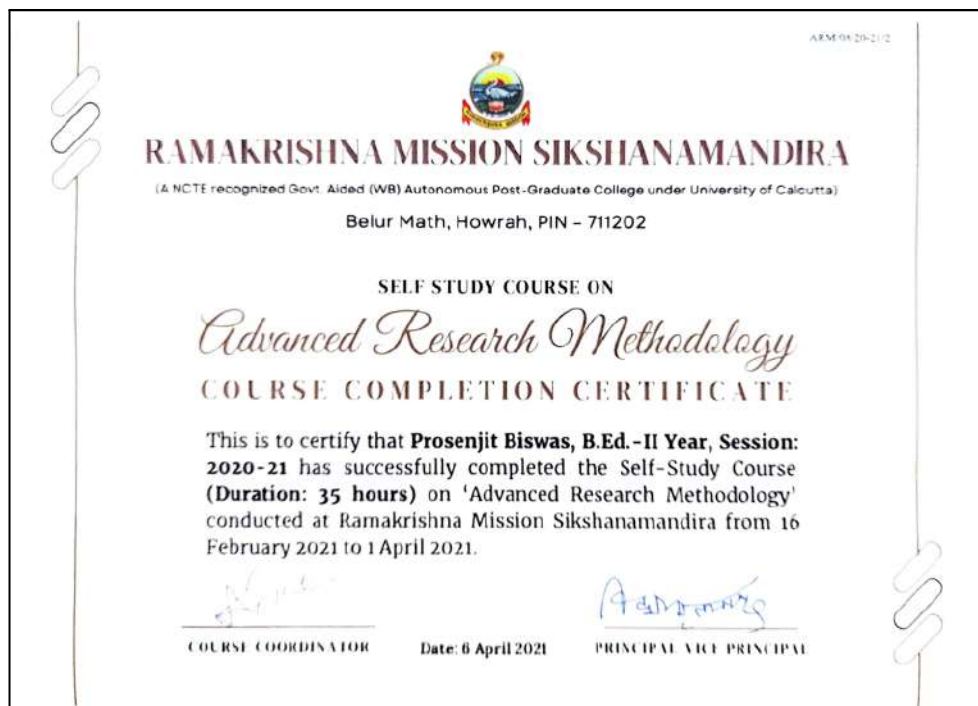 ARM/08/20-21/2
RAMAKRISHNA MISSION SIKSHANAMANDIRA
(A NCTE recognized Govt. Aided (WB) Autonomous Post-Graduate College under University of Calcutta)
Belur Math, Howrah, PIN – 711202
SELF STUDY COURSE ON
Advanced Research Methodology
COURSE COMPLETION CERTIFICATE
This is to certify that Prosenjit Biswas, B.Ed.-II Year, Session:
2020-21 has successfully completed the Self-Study Course
(Duration: 35 hours) on ‘Advanced Research Methodology’
conducted at Ramakrishna Mission Sikshanamandira from 16
February 2021 to 1 April 2021.
COURSE COORDINATOR
Date: 6 April 2021
PRINCIPAL VICE PRINCIPAL